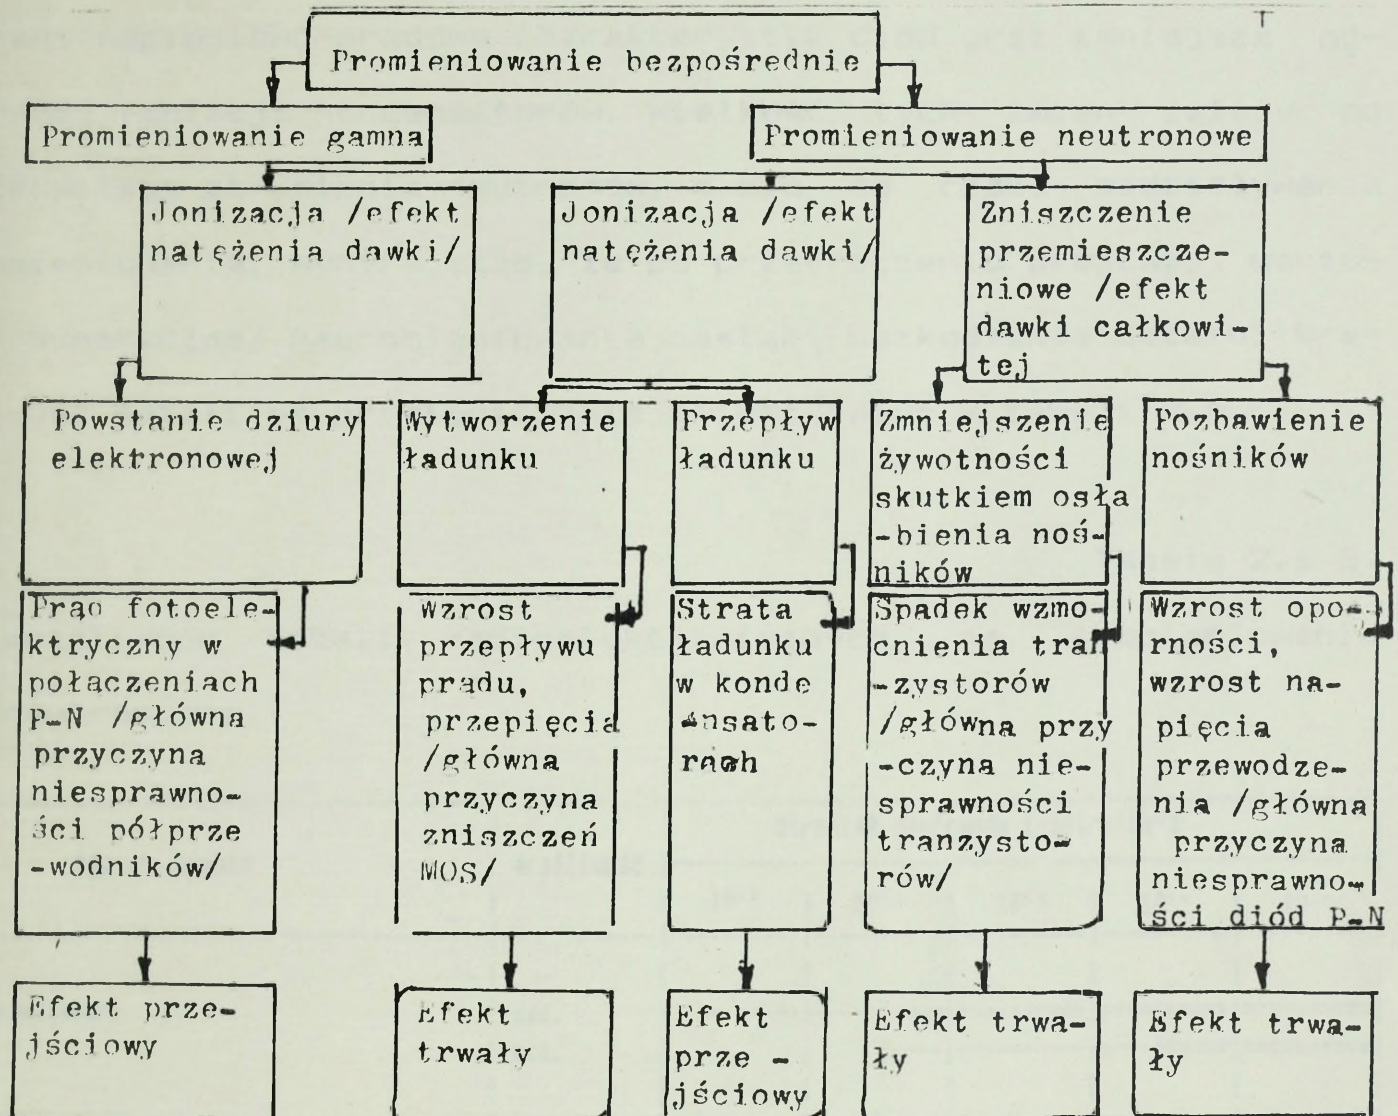 Promieniowanie bezpośrednie
Promieniowanie gamna
Promieniowanie neutronowe
Jonizacja /efekt
natężenia dawki/
Jonizacja /efekt
natężenia dawki/
Zniszczenie
przemieszcze-
niowe /efekt
dawki całkowi-
tej
Powstanie dziury
elektronowej
Wytworzenie
ładunku
Przepływ
ładunku
Zmniejszenie
żywotności
skutkiem osła
-bienia noś-
ników
Pozbawienie
nośników
Prąd fotoele-
ktryczny w
połączeniach
P-N /główna
przyczyna
niesprawno-
ści półprze
-wodników/
Wzrost
przepływu
prądu,
przepięcia
/główna
przyczyna
zniszczeń
MOS/
Strata
ładunku
w konde
-nsato-
rach
Spadek wzmo-
cnienia tran
-zystorów
/główna przy
-czyna nie-
sprawności
tranzysto-
rów/
Wzrost opo-
rności,
wzrost na-
pięcia
przewodze-
nia /główna
przyczyna
niesprawno-
ści diód P-N
Efekt prze-
jściowy
Efekt
trwały
Efekt
prze -
jściowy
Efekt trwa-
ły
Efekt trwa-
ły